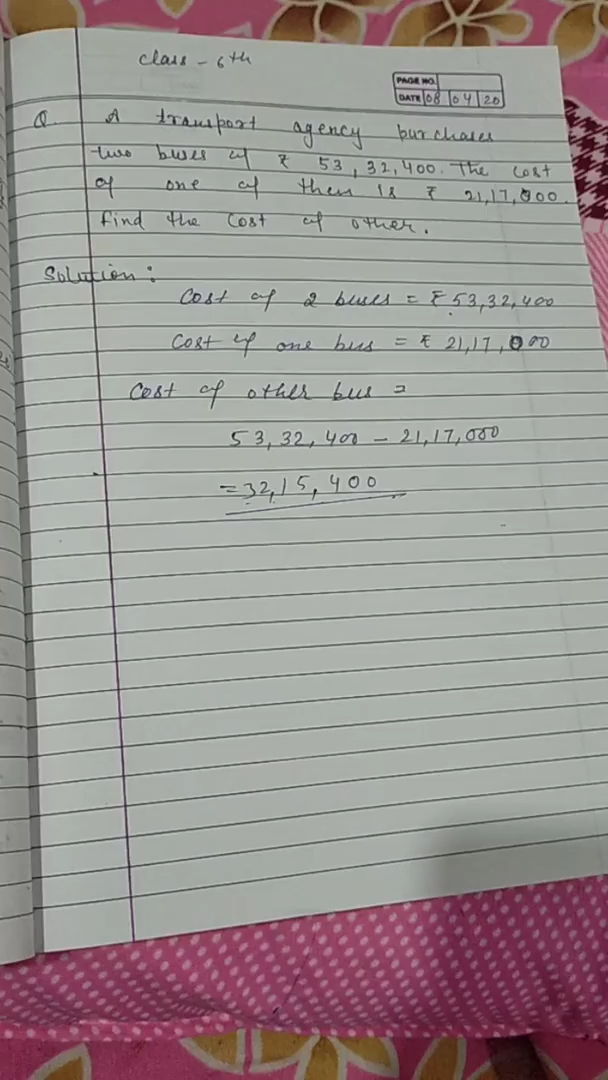 class - 6th
PAGE NO.
DATE 08 04 20
Q. A transport agency purchases
two buses of ₹ 53,32,400. The cost
of one of them is ₹ 21,17,000.
find the cost of other.
Solution :
Cost of 2 buses = ₹ 53,32,400
Cost of one bus = ₹ 21,17,000
Cost of other bus =
53,32,400 - 21,17,000
= 32,15,400